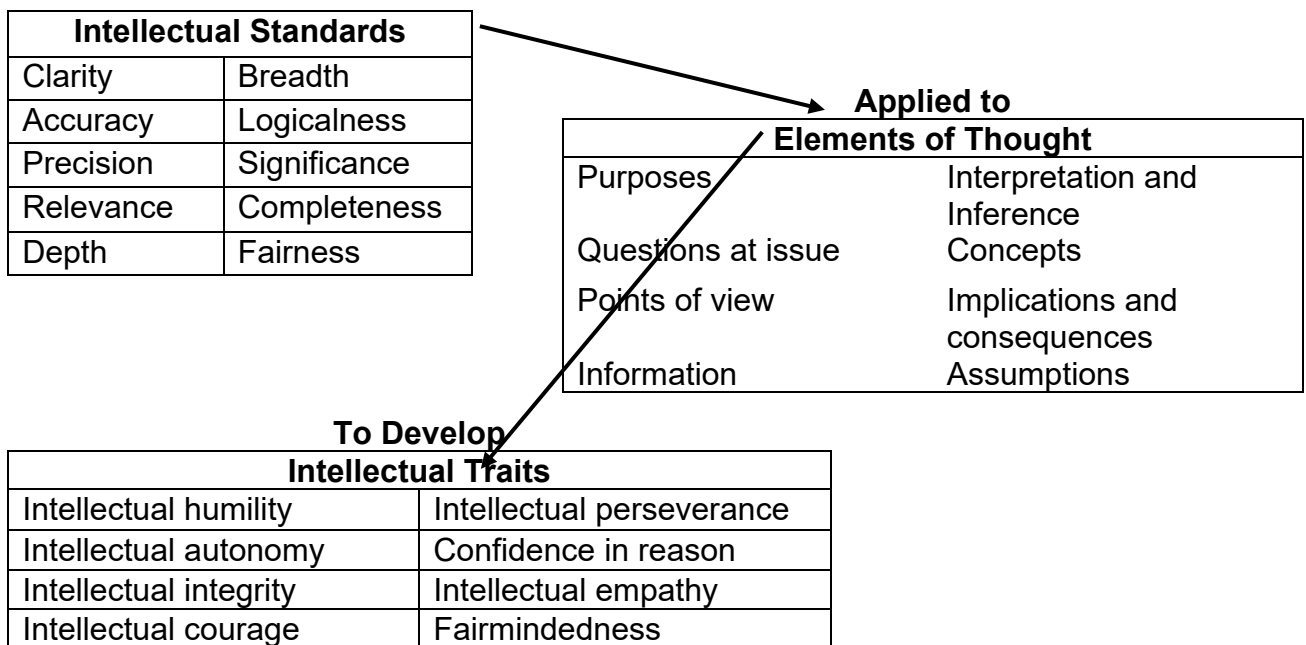 Intellectual Standards
Clarity Breadth
Accuracy Logicalness
Precision Significance
Relevance Completeness
Depth Fairness
Applied to
Elements of Thought
Purposes Interpretation and
Inference
Questions at issue Concepts
Points of view Implications and
consequences
Information Assumptions
To Develop
Intellectual Traits
Intellectual humility Intellectual perseverance
Intellectual autonomy Confidence in reason
Intellectual integrity Intellectual empathy
Intellectual courage Fairmindedness